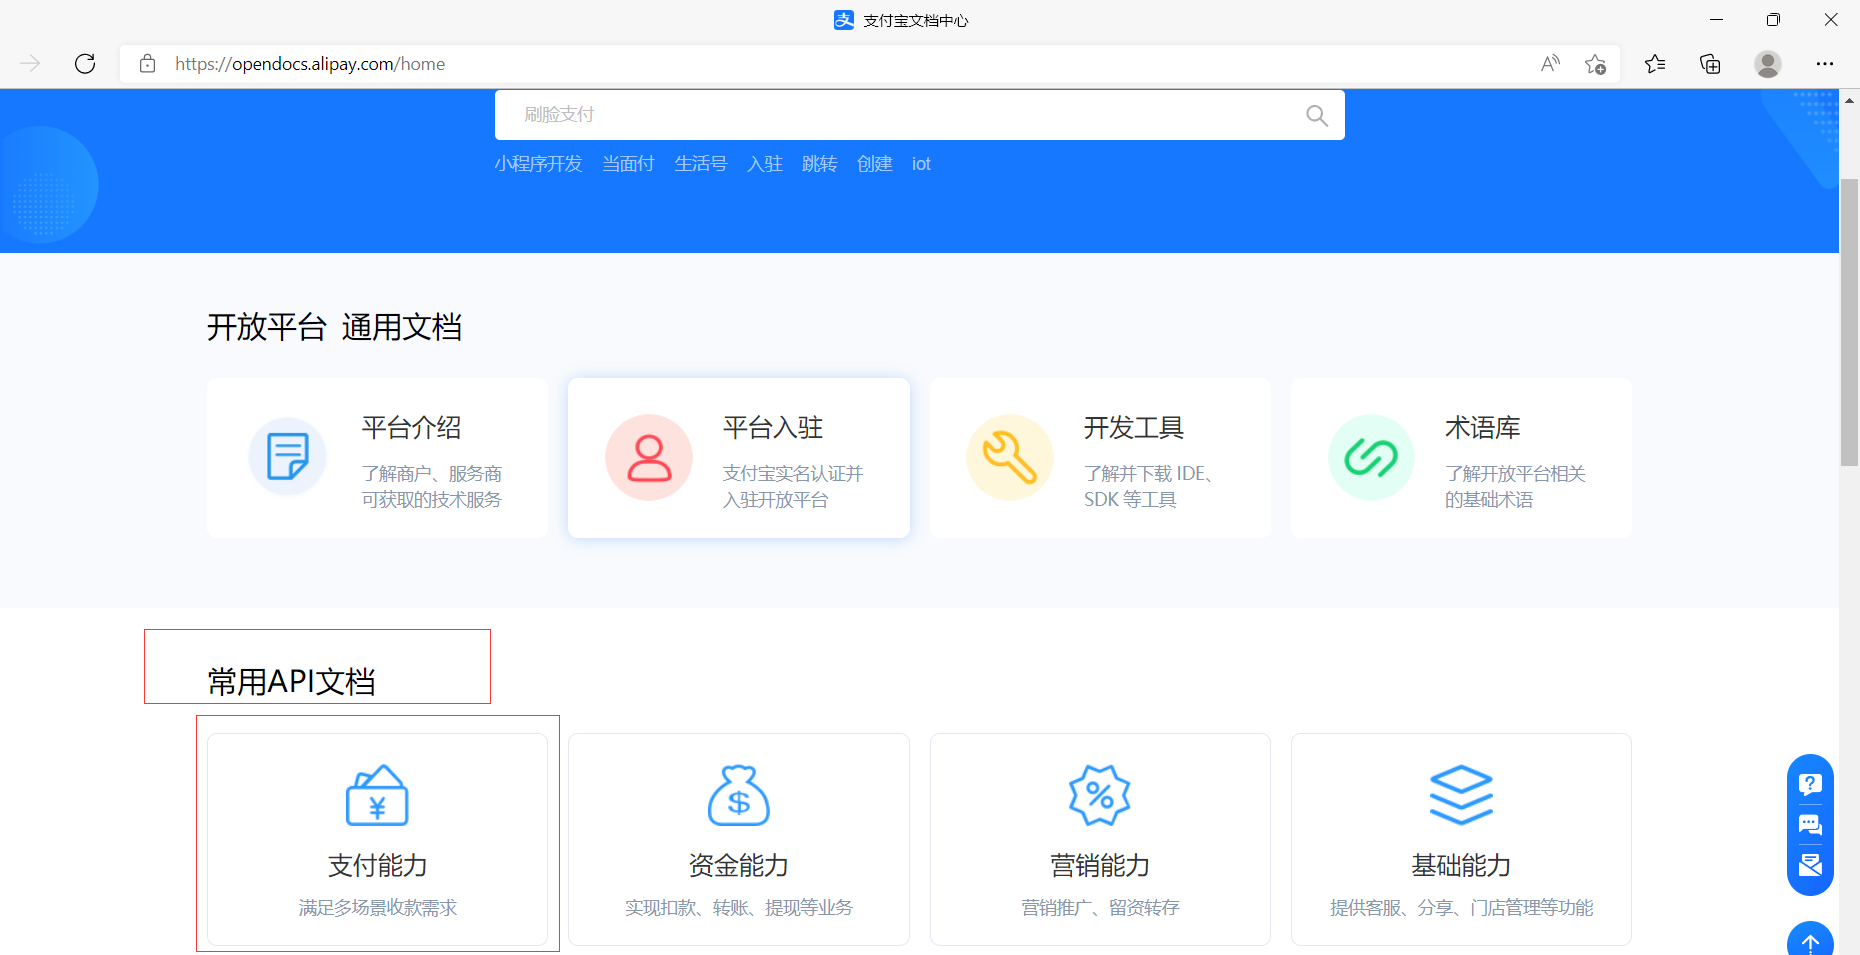 支付宝文档中心
https://opendocs.alipay.com/home
刷脸支付
小程序开发 当面付 生活号 入驻 跳转 创建 iot
开放平台 通用文档
平台介绍
了解商户、服务商
可获取的技术服务
平台入驻
支付宝实名认证并
入驻开放平台
开发工具
了解并下载 IDE、
SDK 等工具
术语库
了解开放平台相关
的基础术语
常用API文档
支付能力
满足多场景收款需求
资金能力
实现扣款、转账、提现等业务
营销能力
营销推广、留资转存
基础能力
提供客服、分享、门店管理等功能